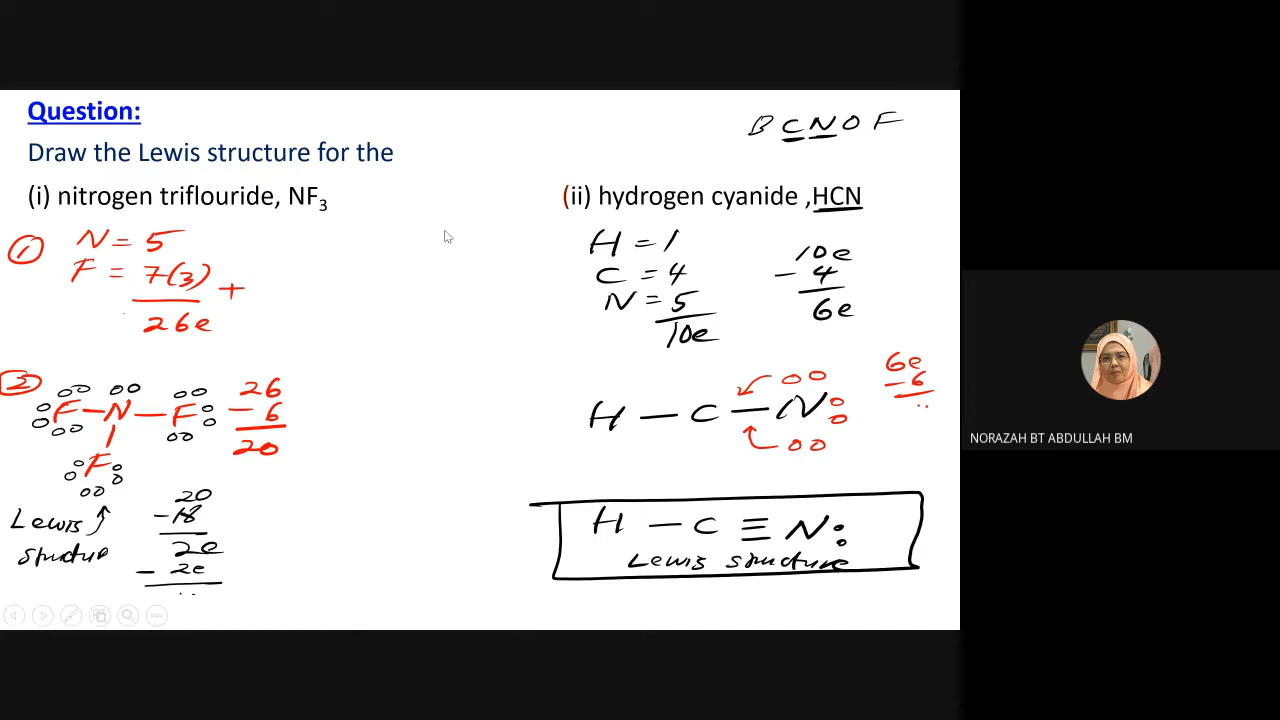 Question:
Draw the Lewis structure for the
(i) nitrogen triflouride, NF₃
① N = 5
F = 7(3) +
26e
② F — N — F
|
F
26
- 6
20
20
- 18
2e
- 2e
Lewis
structure
B C N O F
(ii) hydrogen cyanide ,HCN
H = 1
C = 4
N = 5
10e
10e
- 4
6e
H — C — N
6e
- 6
H — C ≡ N:
Lewis structure
NORAZAH BT ABDULLAH BM